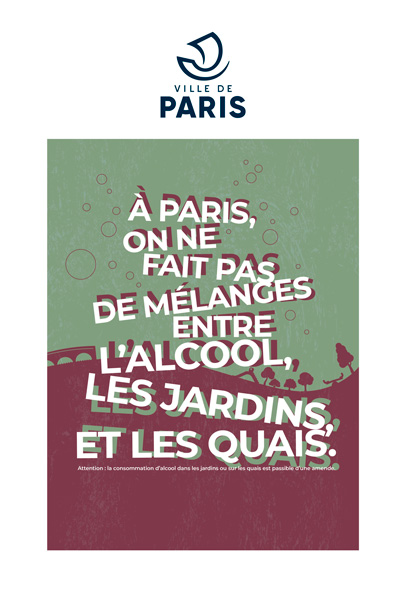 VILLE DE
PARIS
À PARIS,
ON NE
FAIT PAS
DE MÉLANGES
ENTRE
L'ALCOOL,
LES JARDINS,
ET LES QUAIS.
Attention : la consommation d'alcool dans les jardins ou sur les quais est passible d'une amende.